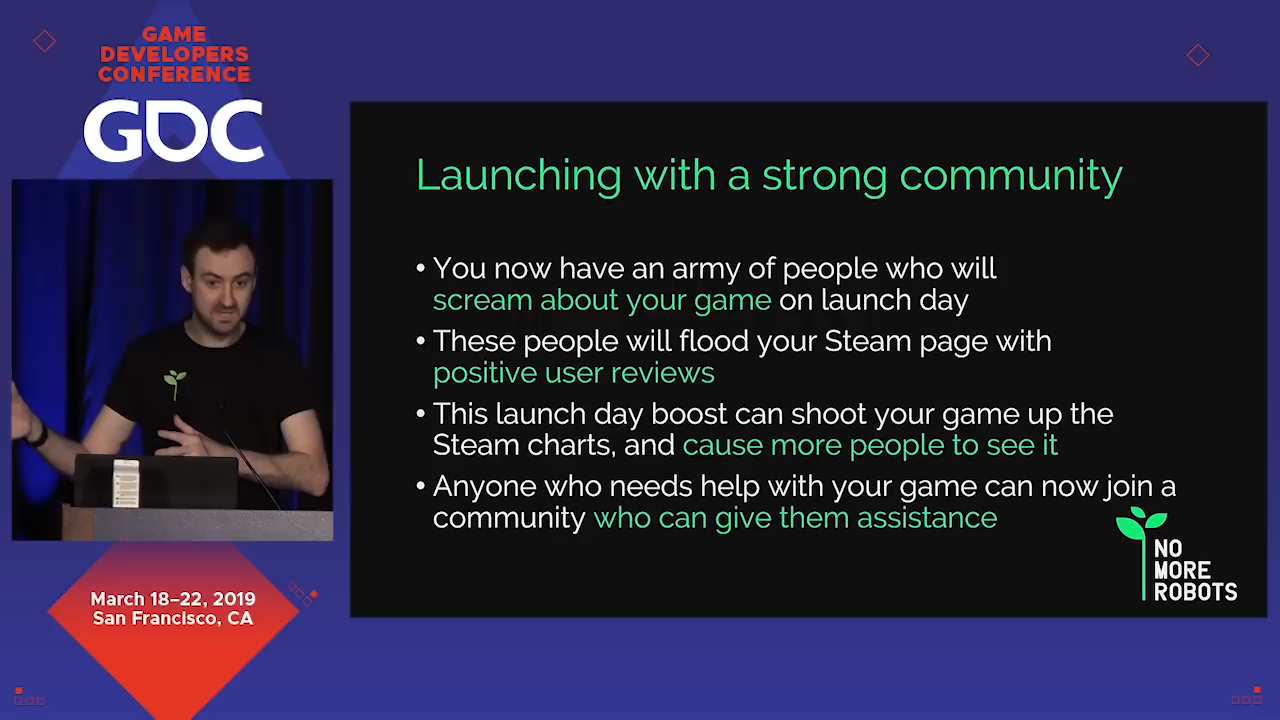 GAME
DEVELOPERS
CONFERENCE
GDC
March 18–22, 2019
San Francisco, CA
Launching with a strong community
• You now have an army of people who will
scream about your game on launch day
• These people will flood your Steam page with
positive user reviews
• This launch day boost can shoot your game up the
Steam charts, and cause more people to see it
• Anyone who needs help with your game can now join a
community who can give them assistance
NO
MORE
ROBOTS